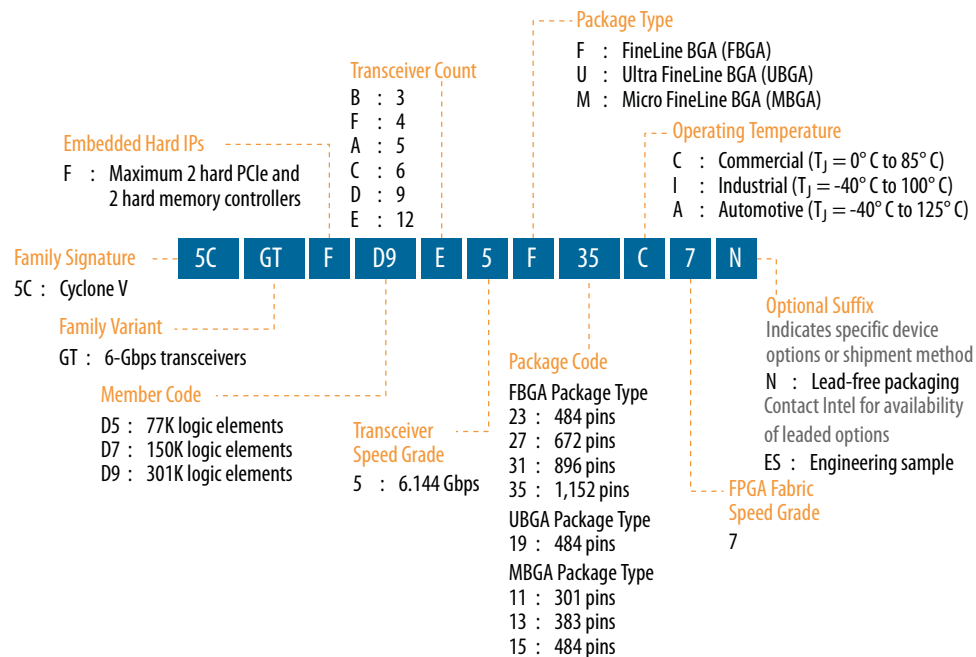 Package Type
F : FineLine BGA (FBGA)
U : Ultra FineLine BGA (UBGA)
M : Micro FineLine BGA (MBGA)
Transceiver Count
B : 3
F : 4
A : 5
C : 6
D : 9
E : 12
Embedded Hard IPs
F : Maximum 2 hard PCIe and
2 hard memory controllers
Operating Temperature
C : Commercial (TJ = 0° C to 85° C)
I : Industrial (TJ = -40° C to 100° C)
A : Automotive (TJ = -40° C to 125° C)
5C GT F D9 E 5 F 35 C 7 N
Family Signature
5C : Cyclone V
Family Variant
GT : 6-Gbps transceivers
Member Code
D5 : 77K logic elements
D7 : 150K logic elements
D9 : 301K logic elements
Transceiver
Speed Grade
5 : 6.144 Gbps
Package Code
FBGA Package Type
23 : 484 pins
27 : 672 pins
31 : 896 pins
35 : 1,152 pins
UBGA Package Type
19 : 484 pins
MBGA Package Type
11 : 301 pins
13 : 383 pins
15 : 484 pins
FPGA Fabric
Speed Grade
7
Optional Suffix
Indicates specific device
options or shipment method
N : Lead-free packaging
Contact Intel for availability
of leaded options
ES : Engineering sample